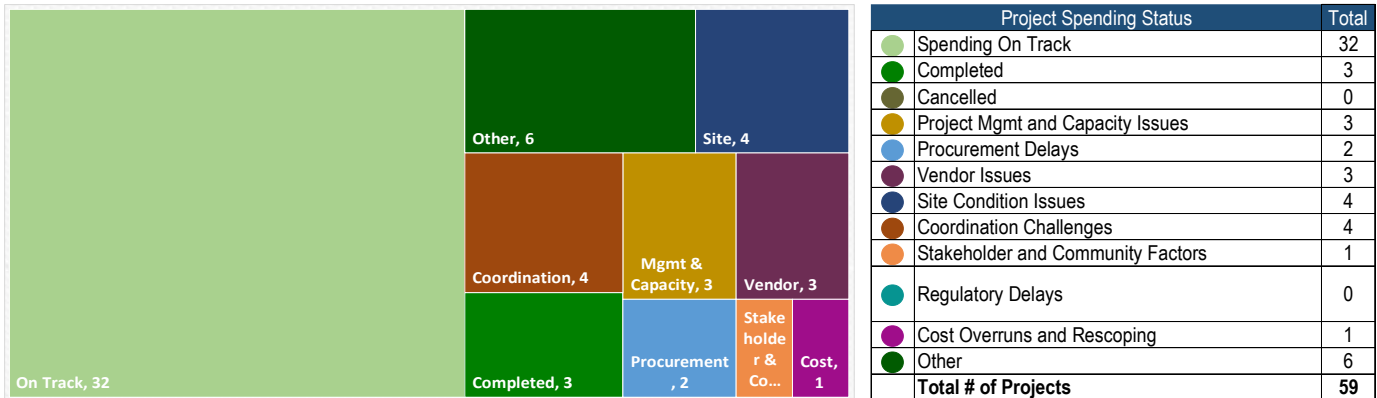 Other, 6
Site, 4
Coordination, 4
Mgmt &
Capacity, 3
Vendor, 3
On Track, 32
Completed, 3
Procurement
, 2
Stake
holde
r &
Co...
Cost,
1
Project Spending Status Total
Spending On Track 32
Completed 3
Cancelled 0
Project Mgmt and Capacity Issues 3
Procurement Delays 2
Vendor Issues 3
Site Condition Issues 4
Coordination Challenges 4
Stakeholder and Community Factors 1
Regulatory Delays 0
Cost Overruns and Rescoping 1
Other 6
Total # of Projects 59